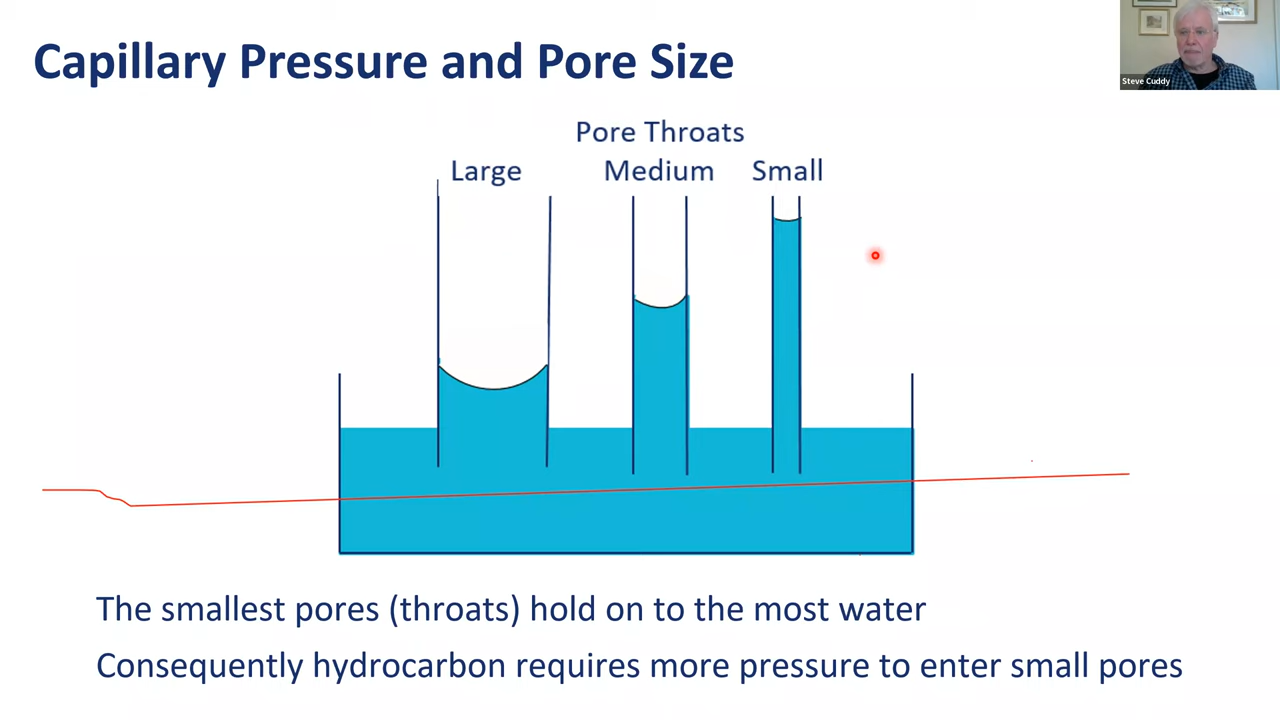 Capillary Pressure and Pore Size
Steve Cuddy
Pore Throats
Large Medium Small
The smallest pores (throats) hold on to the most water
Consequently hydrocarbon requires more pressure to enter small pores